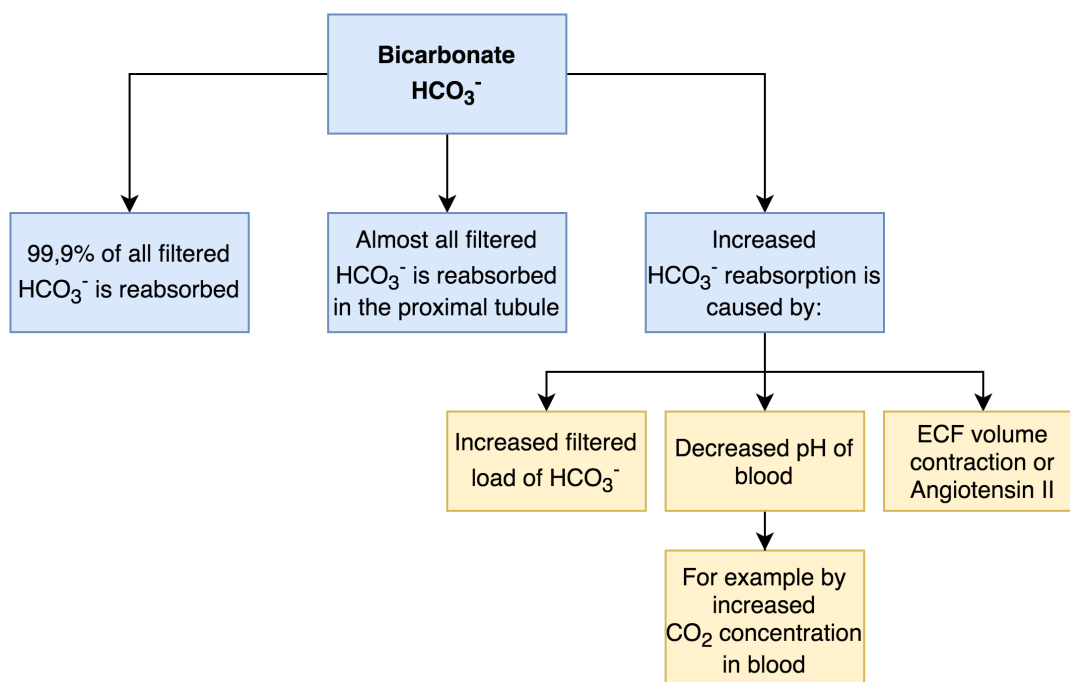 Bicarbonate
HCO₃⁻
99,9% of all filtered
HCO₃⁻ is reabsorbed
Almost all filtered
HCO₃⁻ is reabsorbed
in the proximal tubule
Increased
HCO₃⁻ reabsorption is
caused by:
Increased filtered
load of HCO₃⁻
Decreased pH of
blood
ECF volume
contraction or
Angiotensin II
For example by
increased
CO₂ concentration
in blood